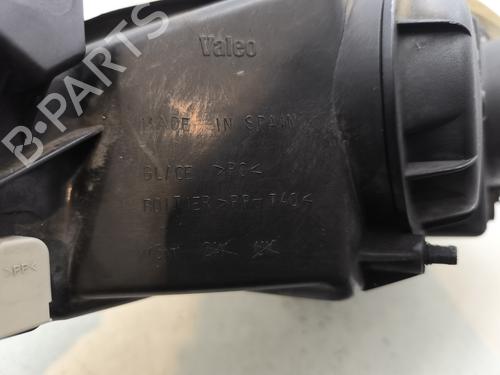 Valeo
MADE IN SPAIN
GLACE >PC<
BOITIER >PP-T40<
>PP<
B-PARTS